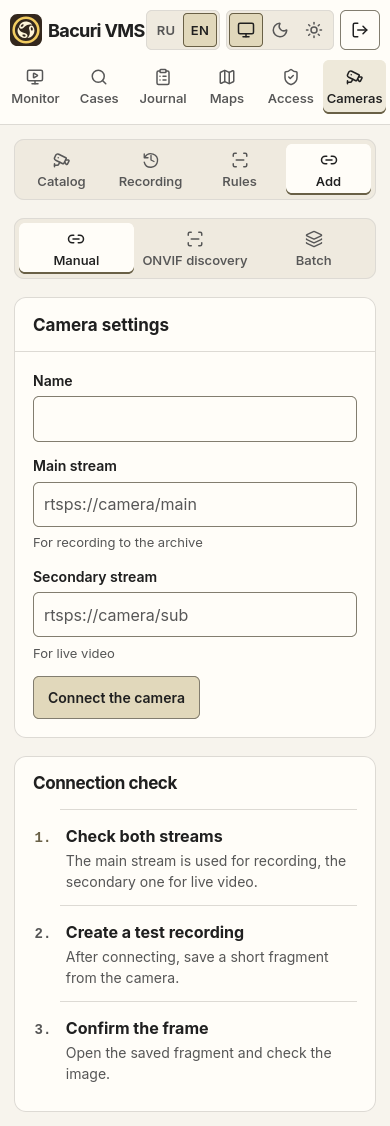 Bacuri VMS RU EN
Monitor Cases Journal Maps Access Cameras
Catalog Recording Rules Add
Manual ONVIF discovery Batch
Camera settings
Name
Main stream
rtsps://camera/main
For recording to the archive
Secondary stream
rtsps://camera/sub
For live video
Connect the camera
Connection check
1. Check both streams
The main stream is used for recording, the
secondary one for live video.
2. Create a test recording
After connecting, save a short fragment
from the camera.
3. Confirm the frame
Open the saved fragment and check the
image.